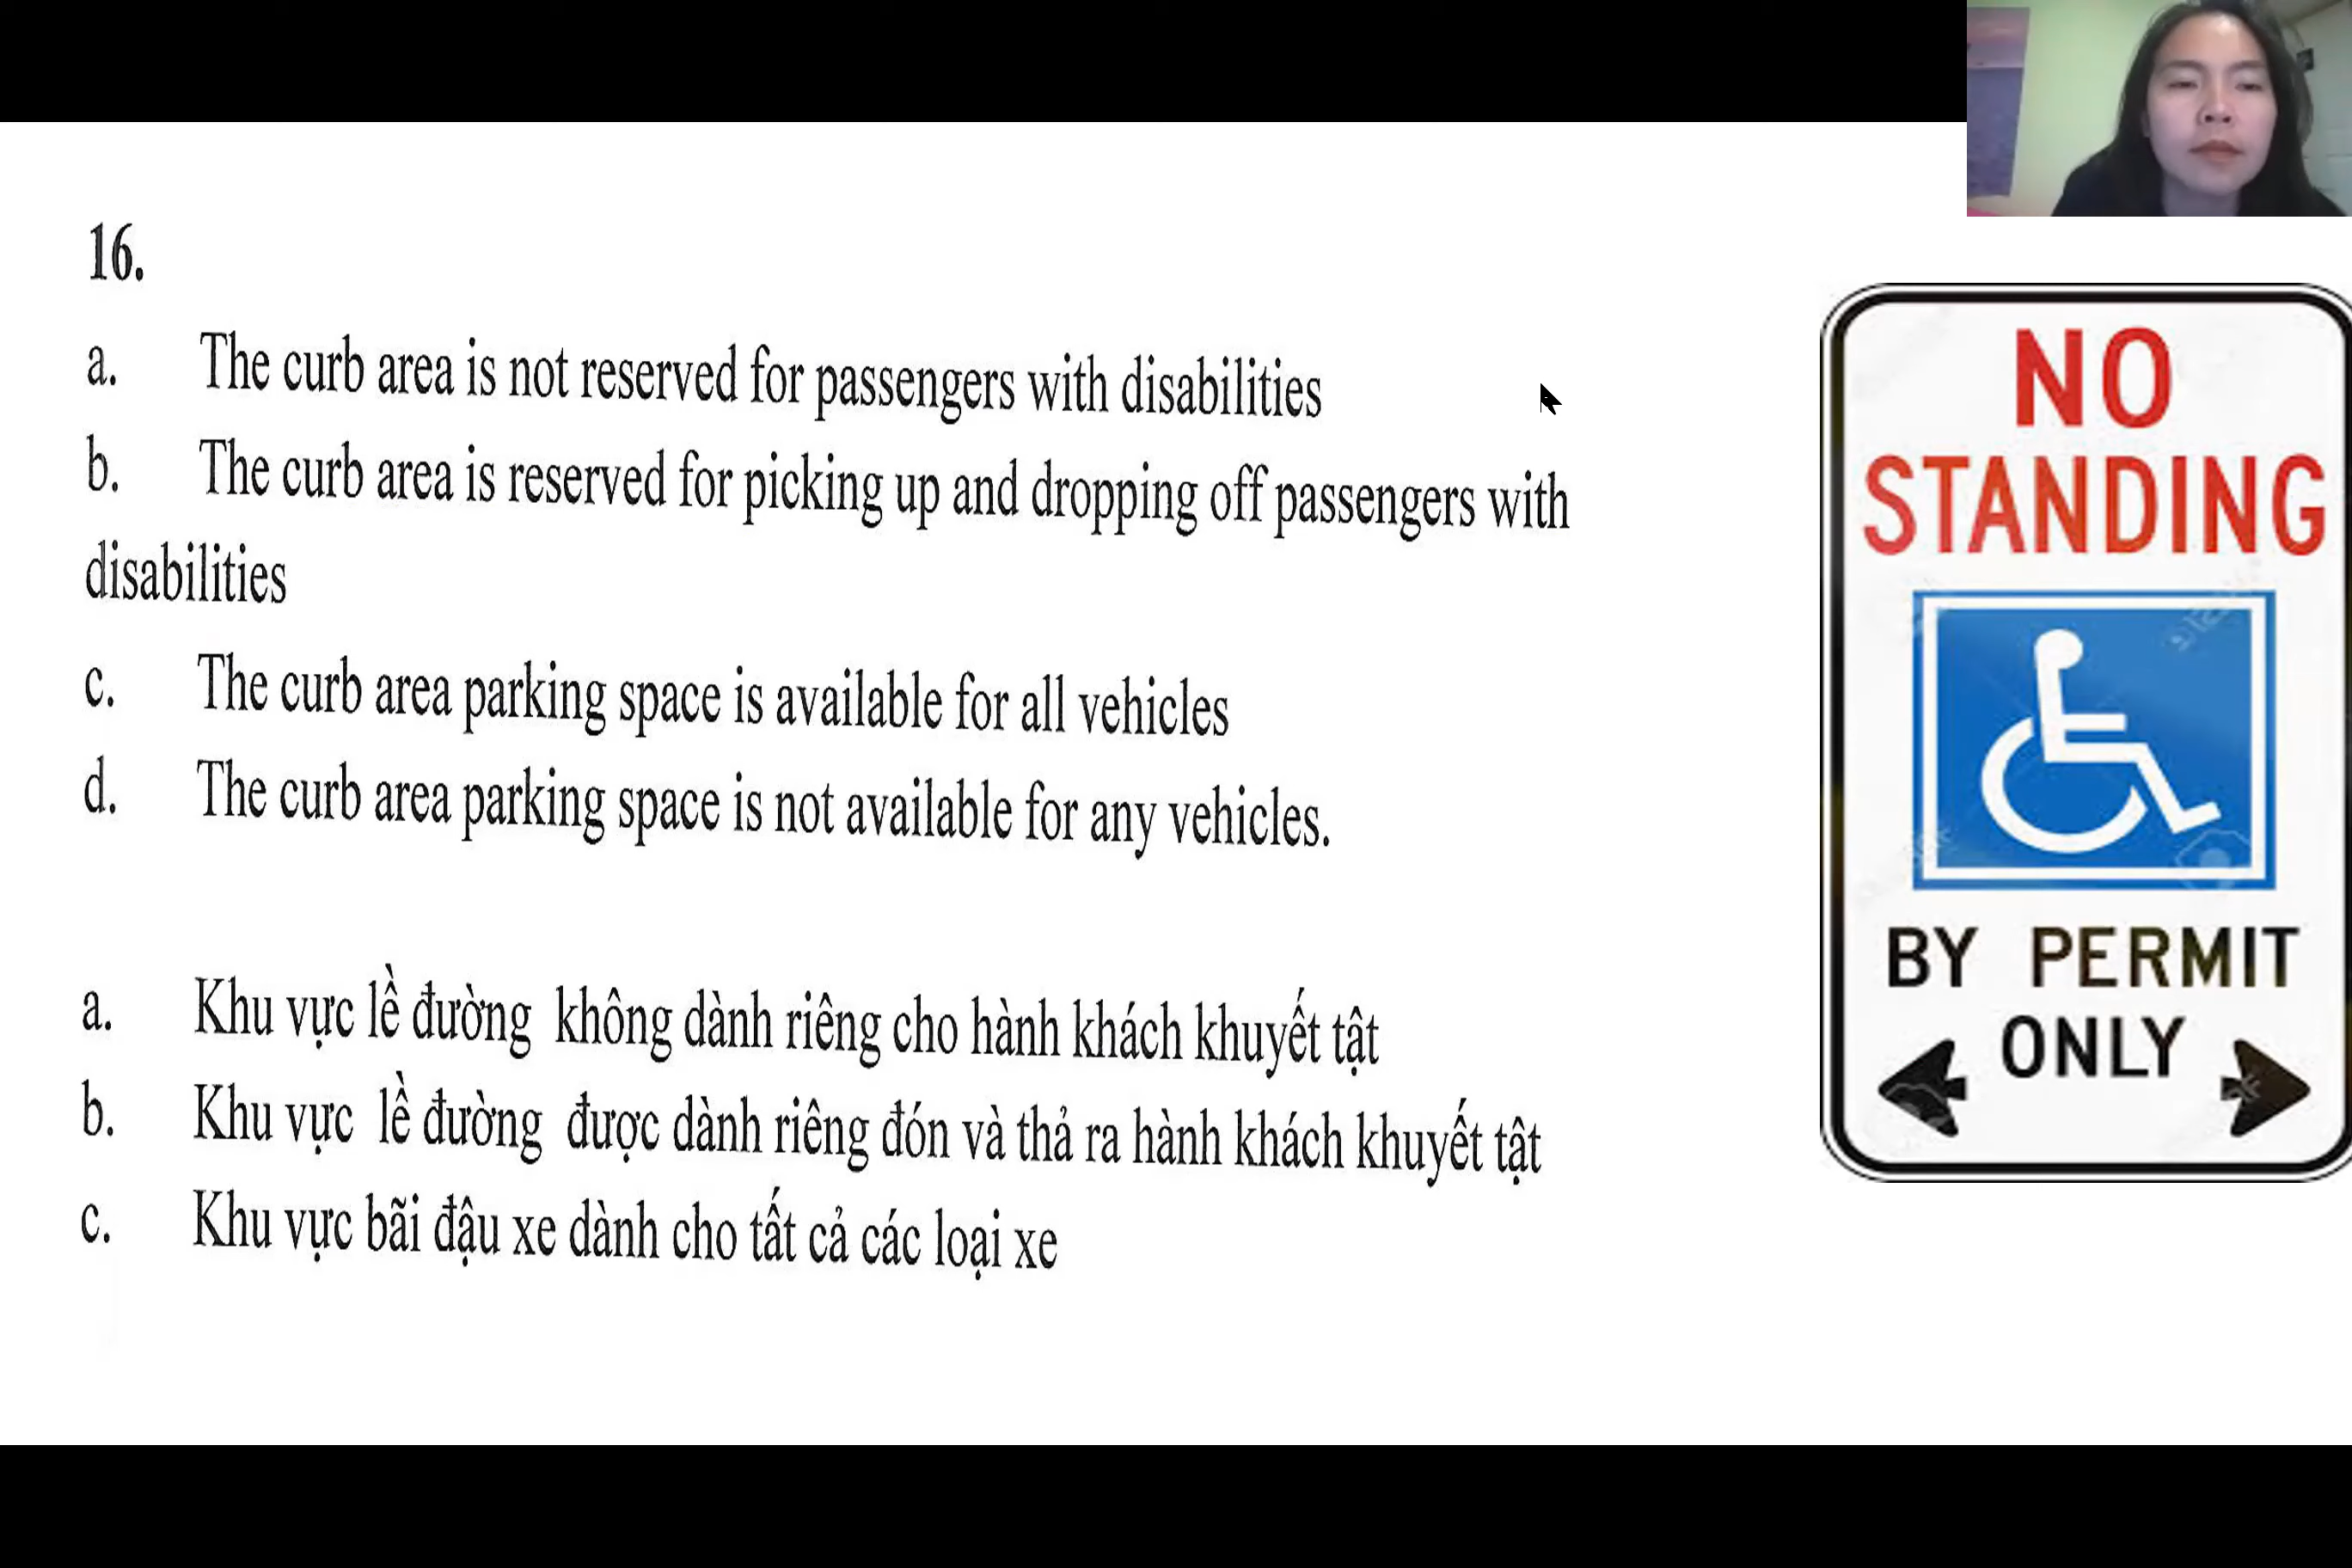 16.
a. The curb area is not reserved for passengers with disabilities
b. The curb area is reserved for picking up and dropping off passengers with
disabilities
c. The curb area parking space is available for all vehicles
d. The curb area parking space is not available for any vehicles.
a. Khu vực lề đường không dành riêng cho hành khách khuyết tật
b. Khu vực lề đường được dành riêng đón và thả ra hành khách khuyết tật
c. Khu vực bãi đậu xe dành cho tất cả các loại xe
NO
STANDING
BY PERMIT
ONLY